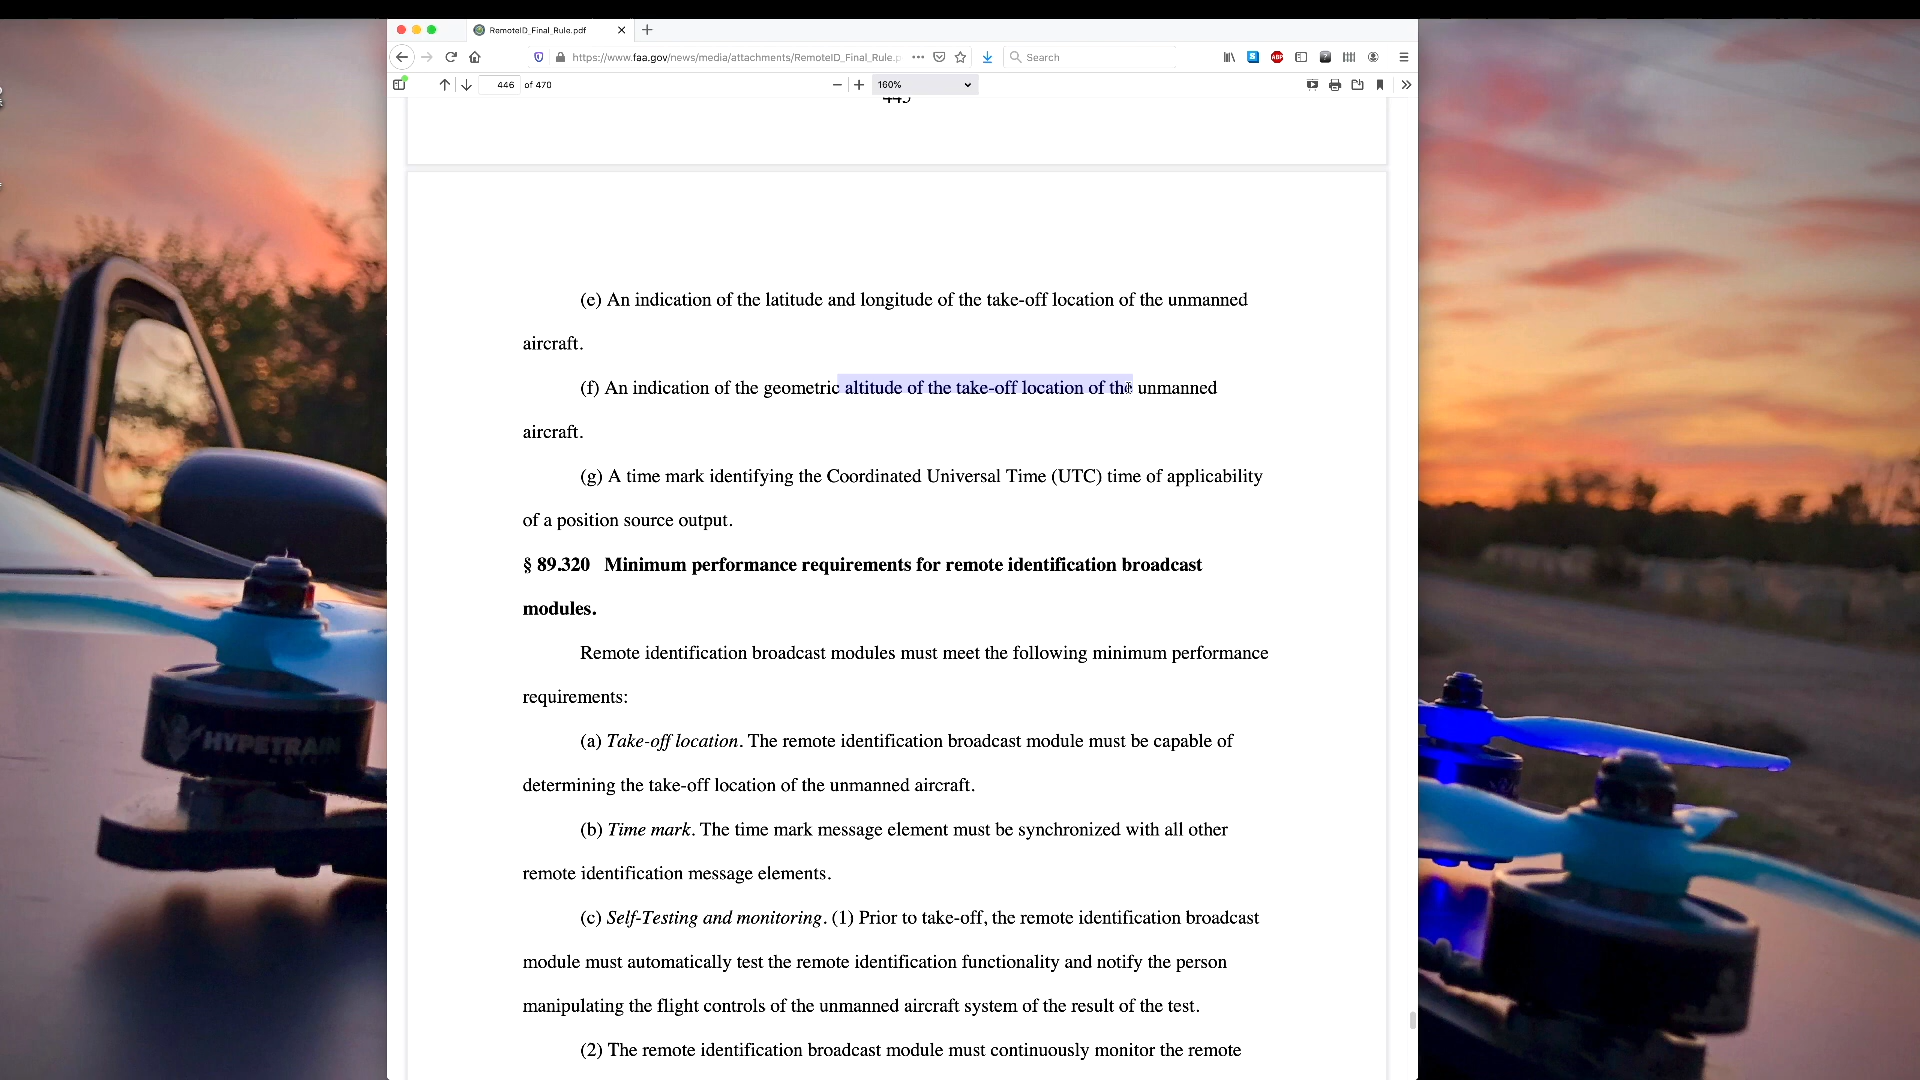 RemoteID_Final_Rule.pdf
https://www.faa.gov/news/media/attachments/RemoteID_Final_Rule.p
Search
446 of 470
160%
445
(e) An indication of the latitude and longitude of the take-off location of the unmanned
aircraft.
(f) An indication of the geometric altitude of the take-off location of the unmanned
aircraft.
(g) A time mark identifying the Coordinated Universal Time (UTC) time of applicability
of a position source output.
§ 89.320 Minimum performance requirements for remote identification broadcast
modules.
Remote identification broadcast modules must meet the following minimum performance
requirements:
(a) Take-off location. The remote identification broadcast module must be capable of
determining the take-off location of the unmanned aircraft.
(b) Time mark. The time mark message element must be synchronized with all other
remote identification message elements.
(c) Self-Testing and monitoring. (1) Prior to take-off, the remote identification broadcast
module must automatically test the remote identification functionality and notify the person
manipulating the flight controls of the unmanned aircraft system of the result of the test.
(2) The remote identification broadcast module must continuously monitor the remote
HYPETRAIN
ABP